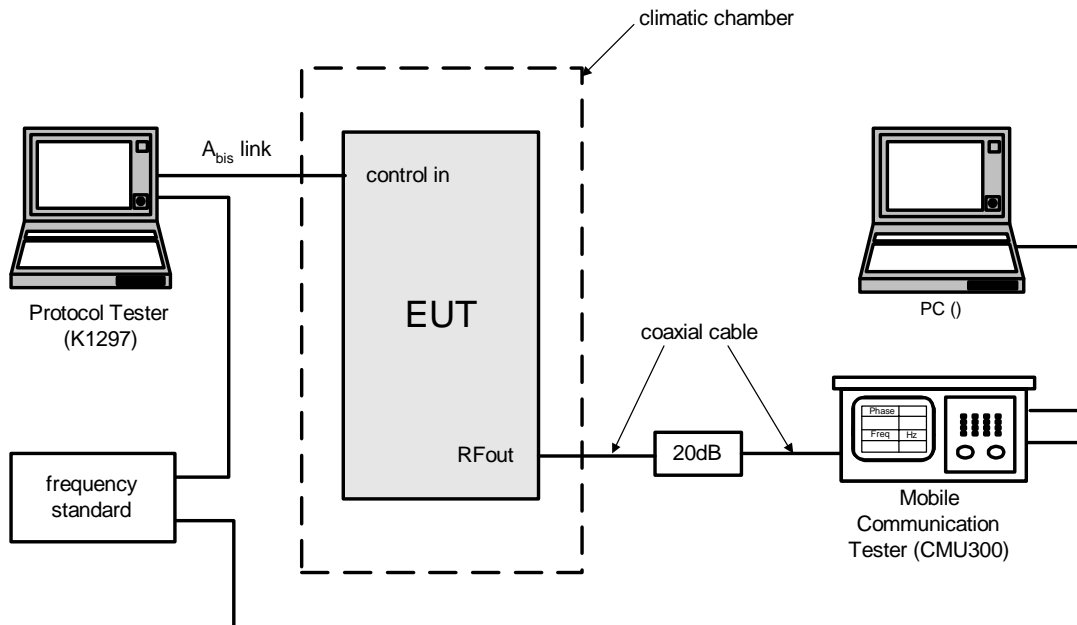 climatic chamber
A_bis link
control in
EUT
Protocol Tester
(K1297)
PC ()
coaxial cable
Phase
Freq Hz
RFout
20dB
frequency
standard
Mobile
Communication
Tester (CMU300)